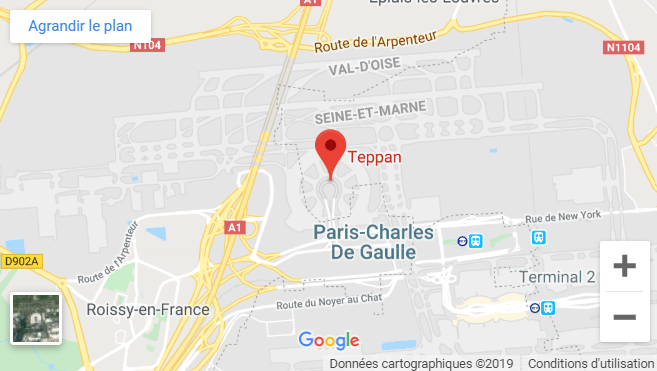 Epiais-lès-Louvres
A1
Agrandir le plan
N104
Route de l'Arpenteur
N1104
VAL-D'OISE
SEINE-ET-MARNE
Teppan
Rue de New York
A1
Paris-Charles
De Gaulle
Route de l'Arpenteur
D902A
Terminal 2
Roissy-en-France
Route du Noyer au Chat
Google
Données cartographiques ©2019
Conditions d'utilisation